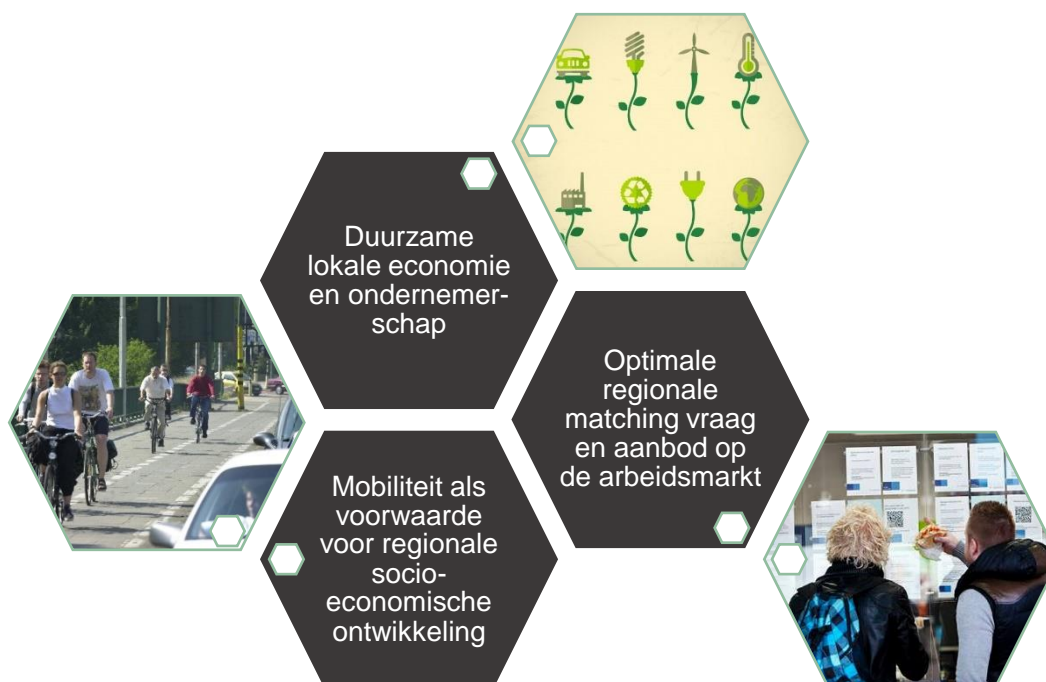 Duurzame
lokale economie
en ondernemer-
schap
Optimale
regionale
matching vraag
en aanbod op
de arbeidsmarkt
Mobiliteit als
voorwaarde
voor regionale
socio-
economische
ontwikkeling